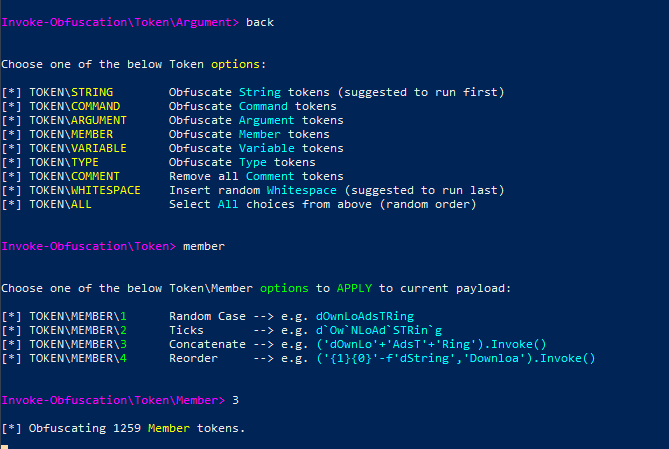 Invoke-Obfuscation\Token\Argument> back
Choose one of the below Token options:
[*] TOKEN\STRING Obfuscate String tokens (suggested to run first)
[*] TOKEN\COMMAND Obfuscate Command tokens
[*] TOKEN\ARGUMENT Obfuscate Argument tokens
[*] TOKEN\MEMBER Obfuscate Member tokens
[*] TOKEN\VARIABLE Obfuscate Variable tokens
[*] TOKEN\TYPE Obfuscate Type tokens
[*] TOKEN\COMMENT Remove all Comment tokens
[*] TOKEN\WHITESPACE Insert random Whitespace (suggested to run last)
[*] TOKEN\ALL Select All choices from above (random order)
Invoke-Obfuscation\Token> member
Choose one of the below Token\Member options to APPLY to current payload:
[*] TOKEN\MEMBER\1 Random Case --> e.g. dOwnLoAdsTRing
[*] TOKEN\MEMBER\2 Ticks --> e.g. d`Ow`NLoAd`STRin`g
[*] TOKEN\MEMBER\3 Concatenate --> e.g. ('dOwnLo'+'AdsT'+'Ring').Invoke()
[*] TOKEN\MEMBER\4 Reorder --> e.g. ('{1}{0}'-f'dString','Downloa').Invoke()
Invoke-Obfuscation\Token\Member> 3
[*] Obfuscating 1259 Member tokens.